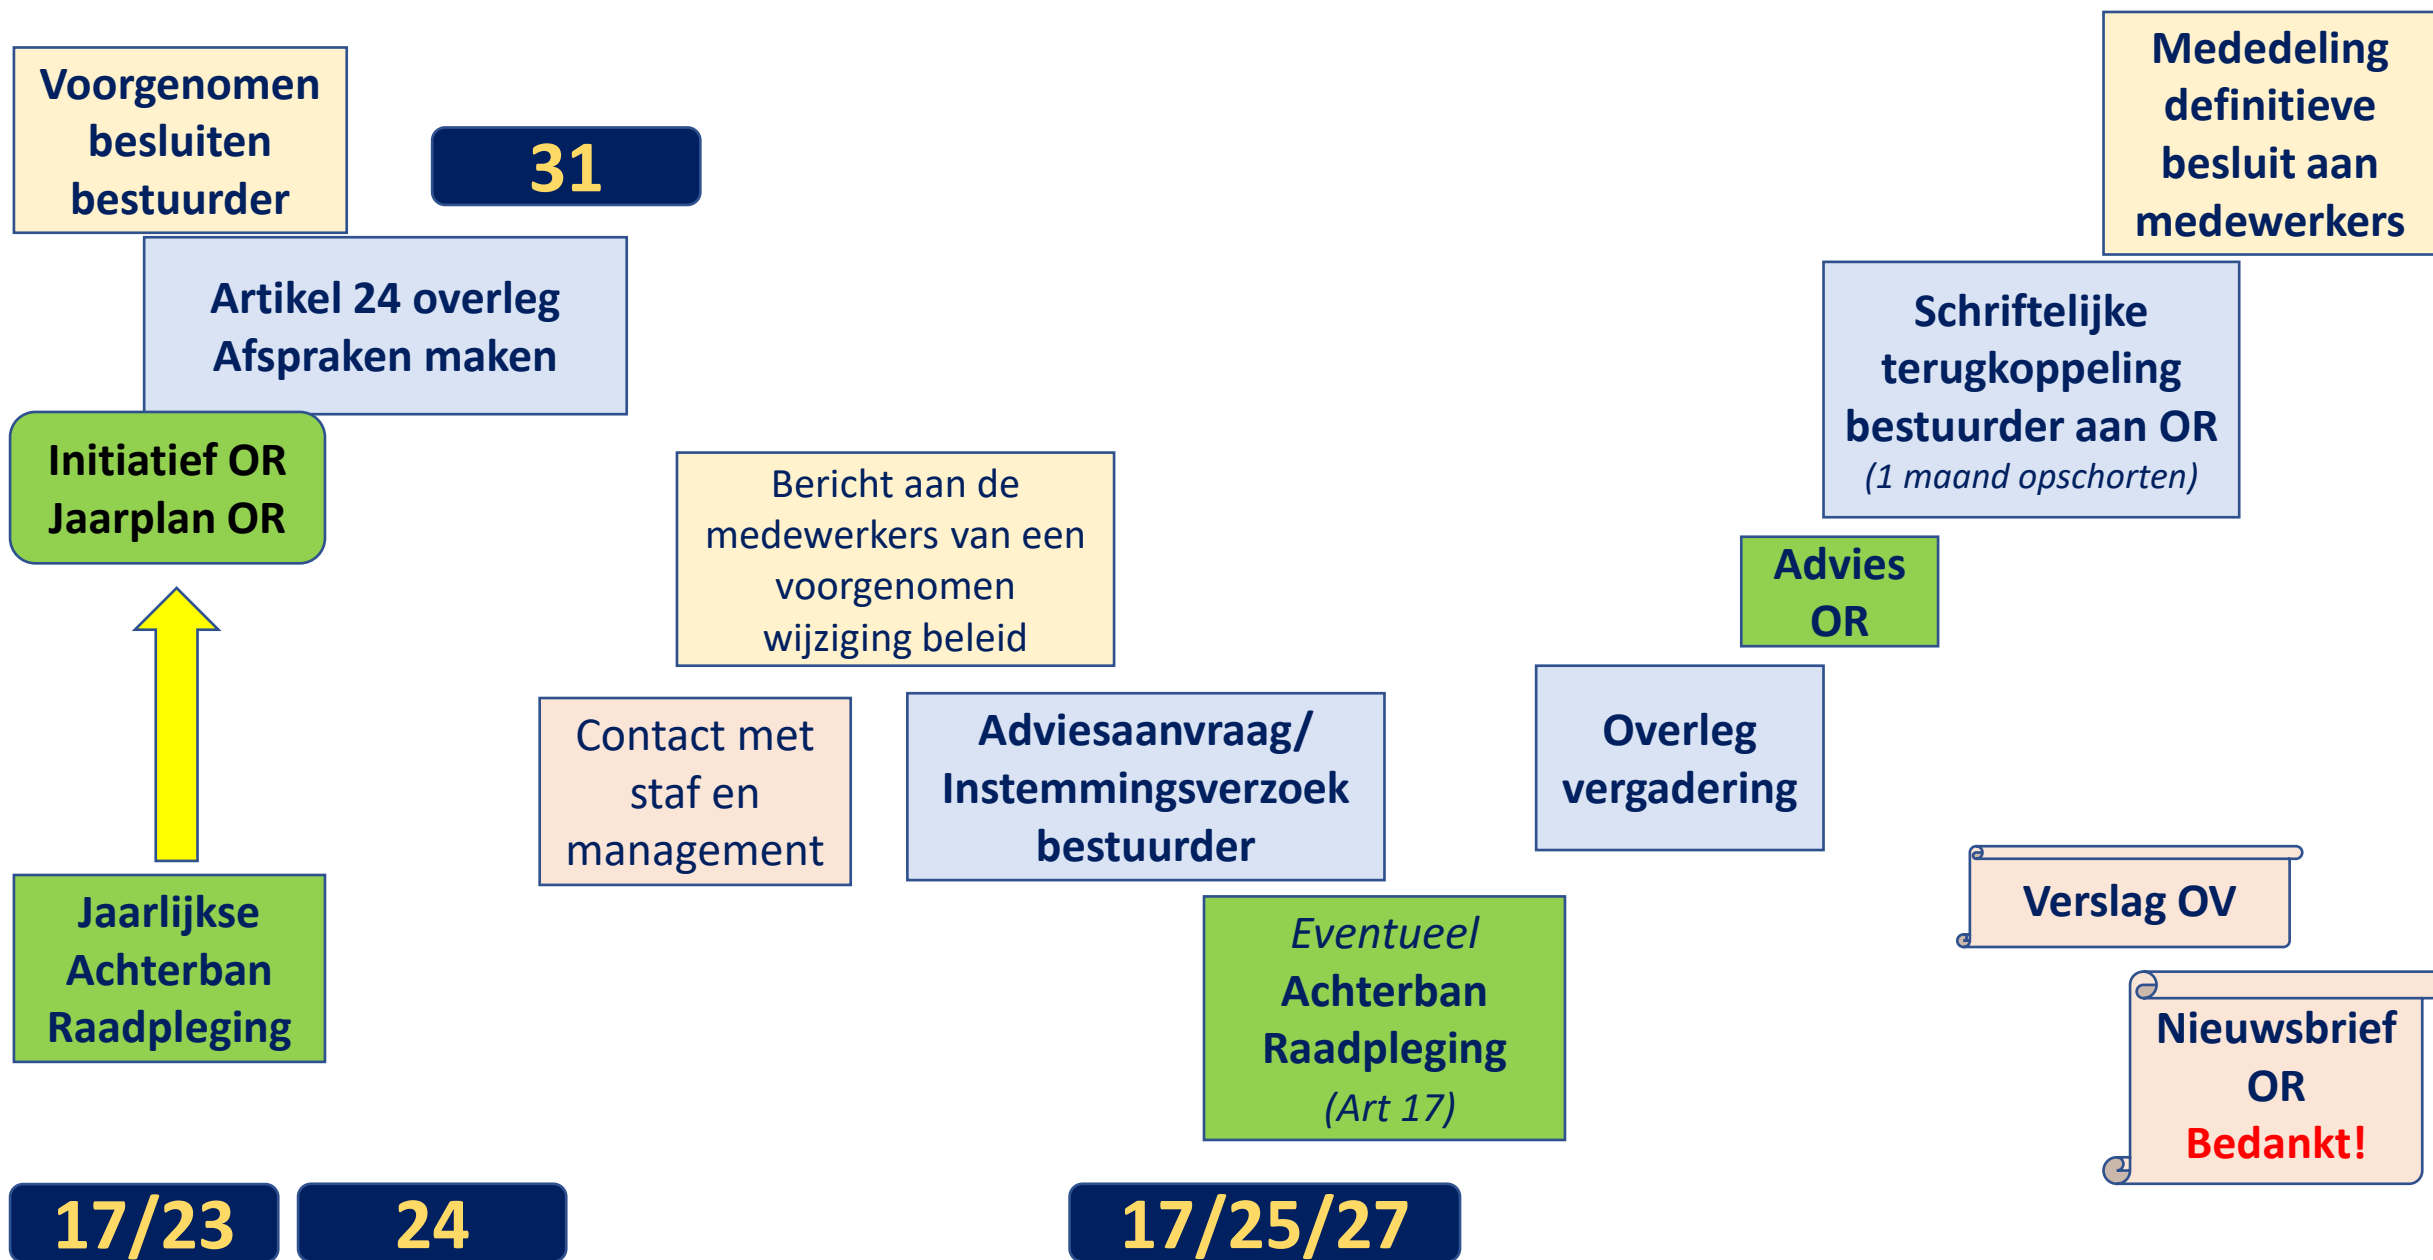 Voorgenomen
besluiten
bestuurder
31
Artikel 24 overleg
Afspraken maken
Initiatief OR
Jaarplan OR
Jaarlijkse
Achterban
Raadpleging
Bericht aan de
medewerkers van een
voorgenomen
wijziging beleid
Contact met
staf en
management
Adviesaanvraag/
Instemmingsverzoek
bestuurder
Eventueel
Achterban
Raadpleging
(Art 17)
Overleg
vergadering
Advies
OR
Schriftelijke
terugkoppeling
bestuurder aan OR
(1 maand opschorten)
Mededeling
definitieve
besluit aan
medewerkers
Verslag OV
Nieuwsbrief
OR
Bedankt!
17/23
24
17/25/27